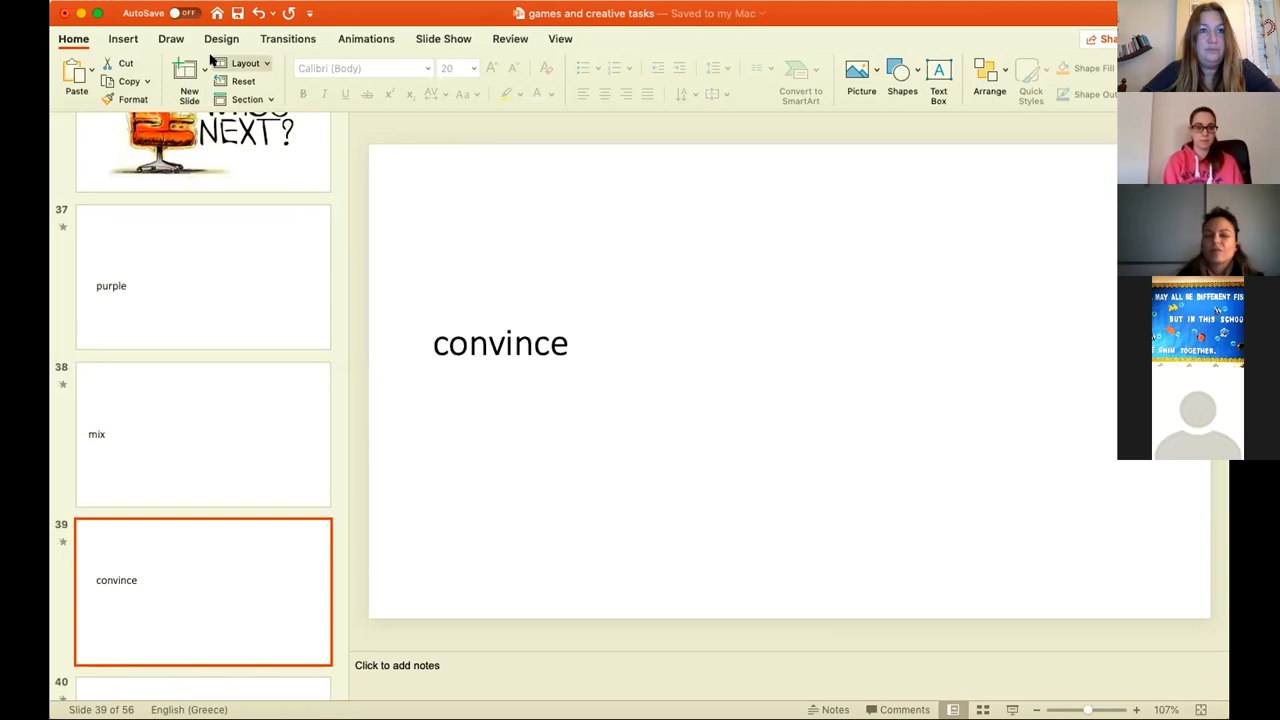 AutoSave OFF games and creative tasks — Saved to my Mac
Home Insert Draw Design Transitions Animations Slide Show Review View
Paste Cut Copy Format
New Slide Layout Reset Section
Calibri (Body) 20
Convert to SmartArt
Picture Shapes Text Box Arrange Quick Styles
Shape Fill
NEXT?
37
purple
38
mix
39
convince
40
convince
Click to add notes
Slide 39 of 56 English (Greece) Notes Comments 107%
MAY ALL BE DIFFERENT FIS
BUT IN THIS SCHOO
SWIM TOGETHER.